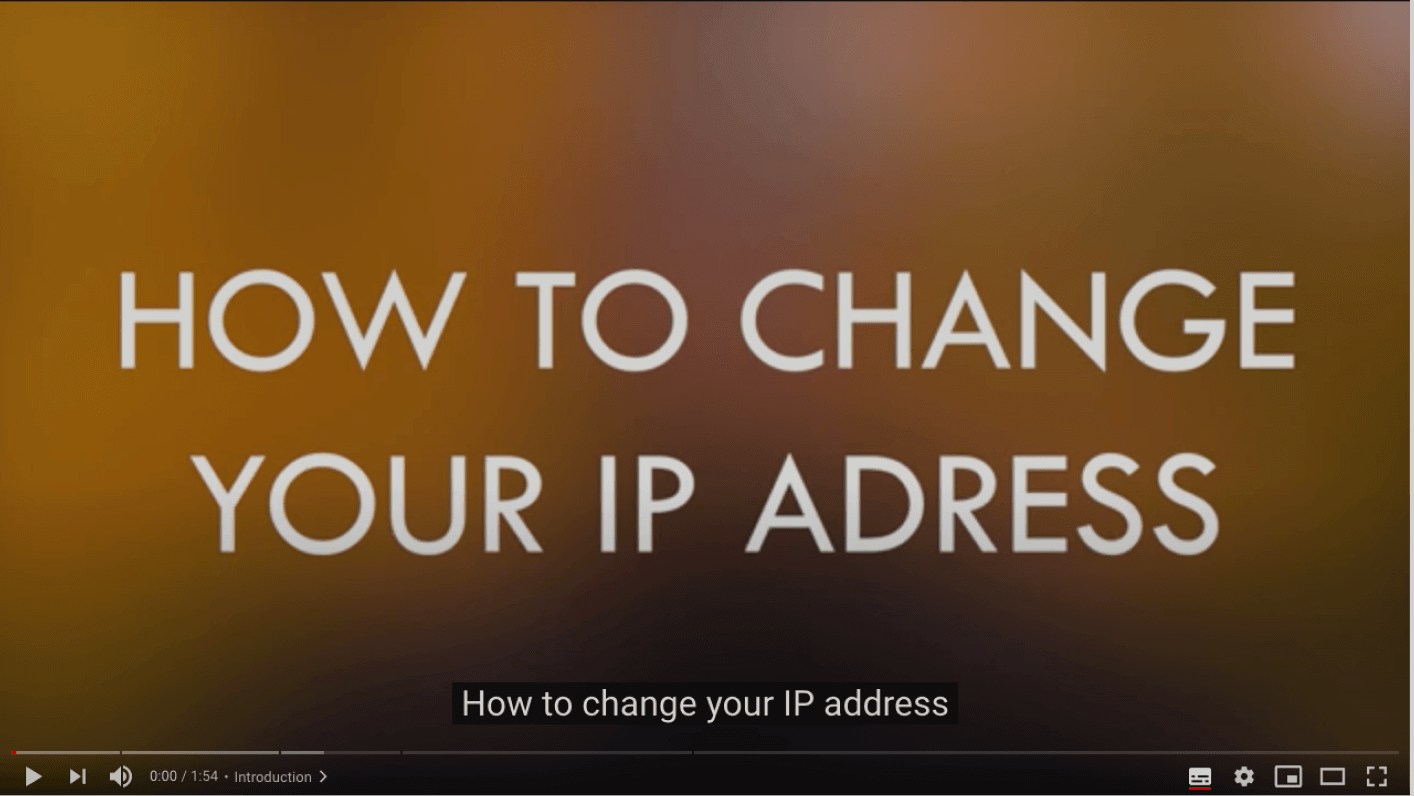 HOW TO CHANGE
YOUR IP ADRESS
How to change your IP address
0:00 / 1:54 • Introduction